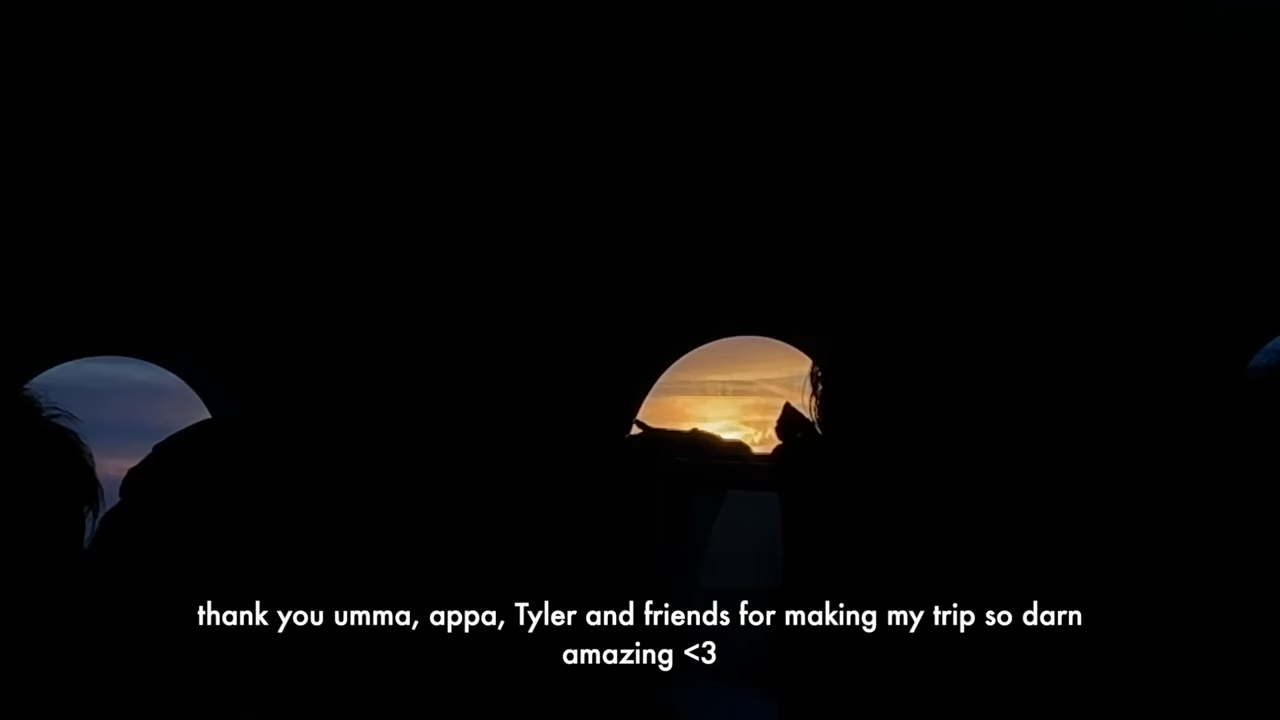 thank you umma, appa, Tyler and friends for making my trip so darn
amazing <3